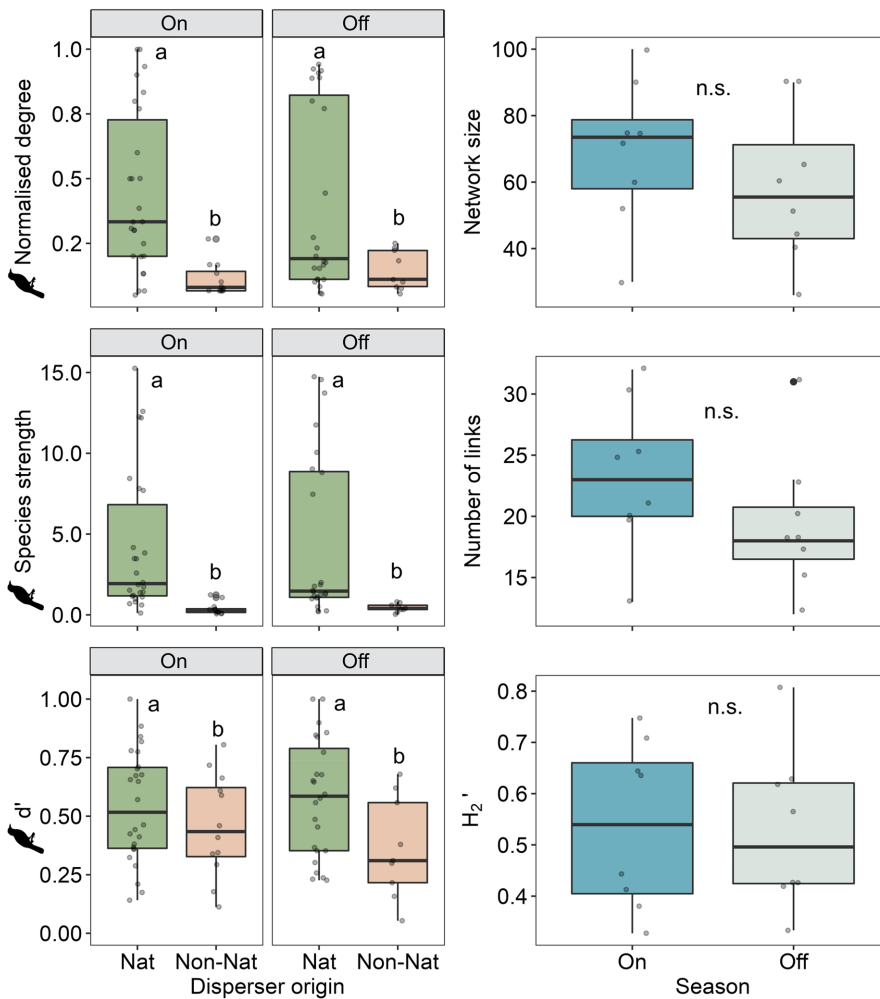 On Off
Normalised degree
1.0
0.8
0.5
0.2
a
b
a
b
Network size
100
80
60
40
n.s.
On Off
Species strength
15.0
10.0
5.0
0.0
a
b
a
b
Number of links
30
25
20
15
n.s.
On Off
d'
1.00
0.75
0.50
0.25
0.00
a
b
a
b
Nat Non-Nat Nat Non-Nat
Disperser origin
H₂'
0.8
0.7
0.6
0.5
0.4
n.s.
On Off
Season